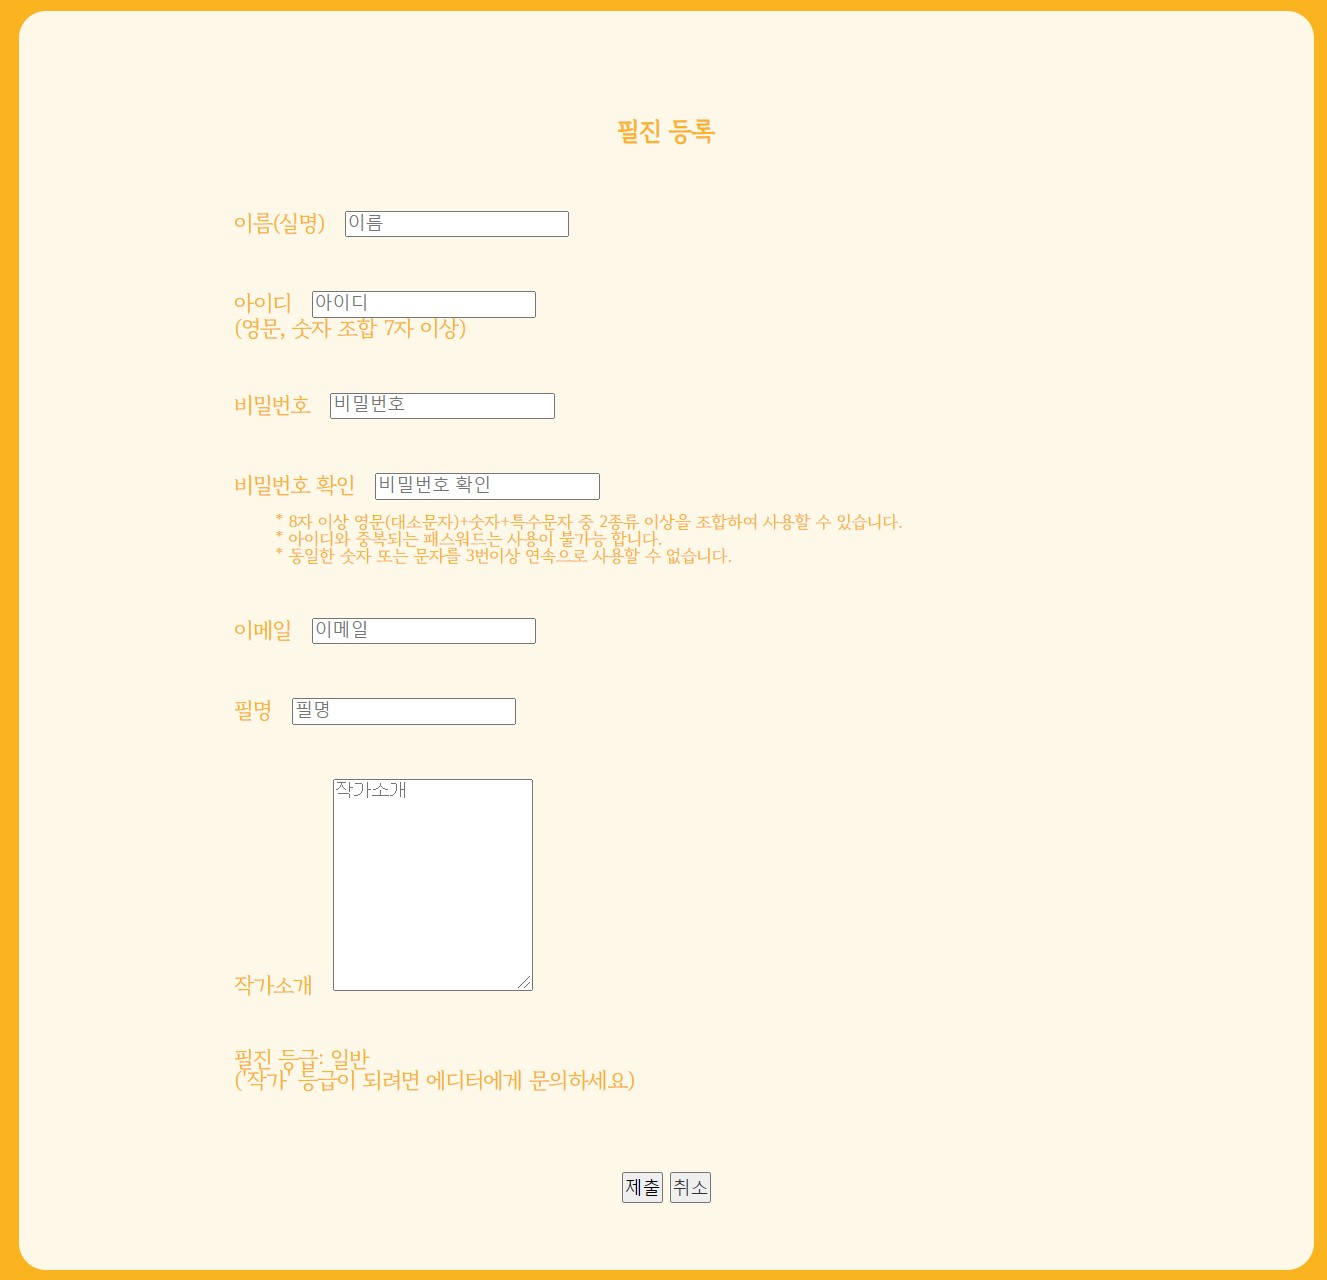 필진 등록
이름(실명) 이름
아이디 아이디
(영문, 숫자 조합 7자 이상)
비밀번호 비밀번호
비밀번호 확인 비밀번호 확인
* 8자 이상 영문(대소문자)+숫자+특수문자 중 2종류 이상을 조합하여 사용할 수 있습니다.
* 아이디와 중복되는 패스워드는 사용이 불가능 합니다.
* 동일한 숫자 또는 문자를 3번이상 연속으로 사용할 수 없습니다.
이메일 이메일
필명 필명
작가소개
작가소개
필진 등급: 일반
('작가' 등급이 되려면 에디터에게 문의하세요)
제출 취소